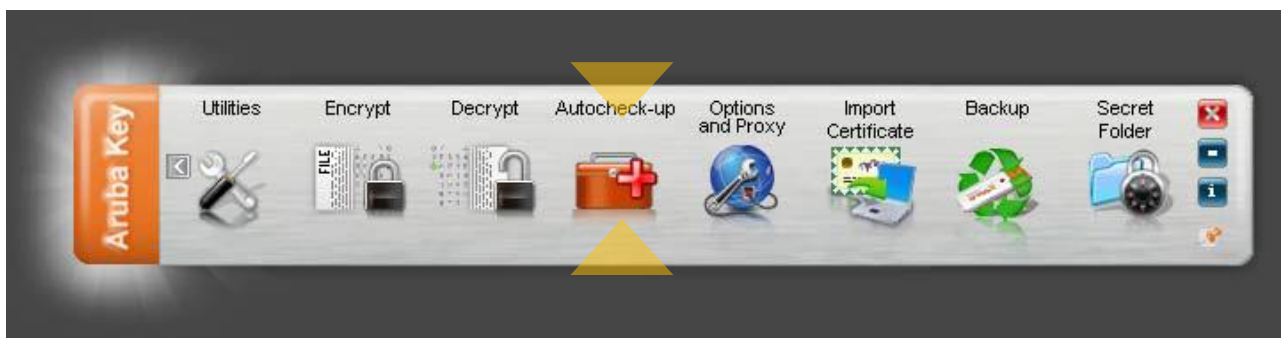 Aruba Key
Utilities
Encrypt
Decrypt
Autocheck-up
Options
and Proxy
Import
Certificate
Backup
Secret
Folder
FILE
i